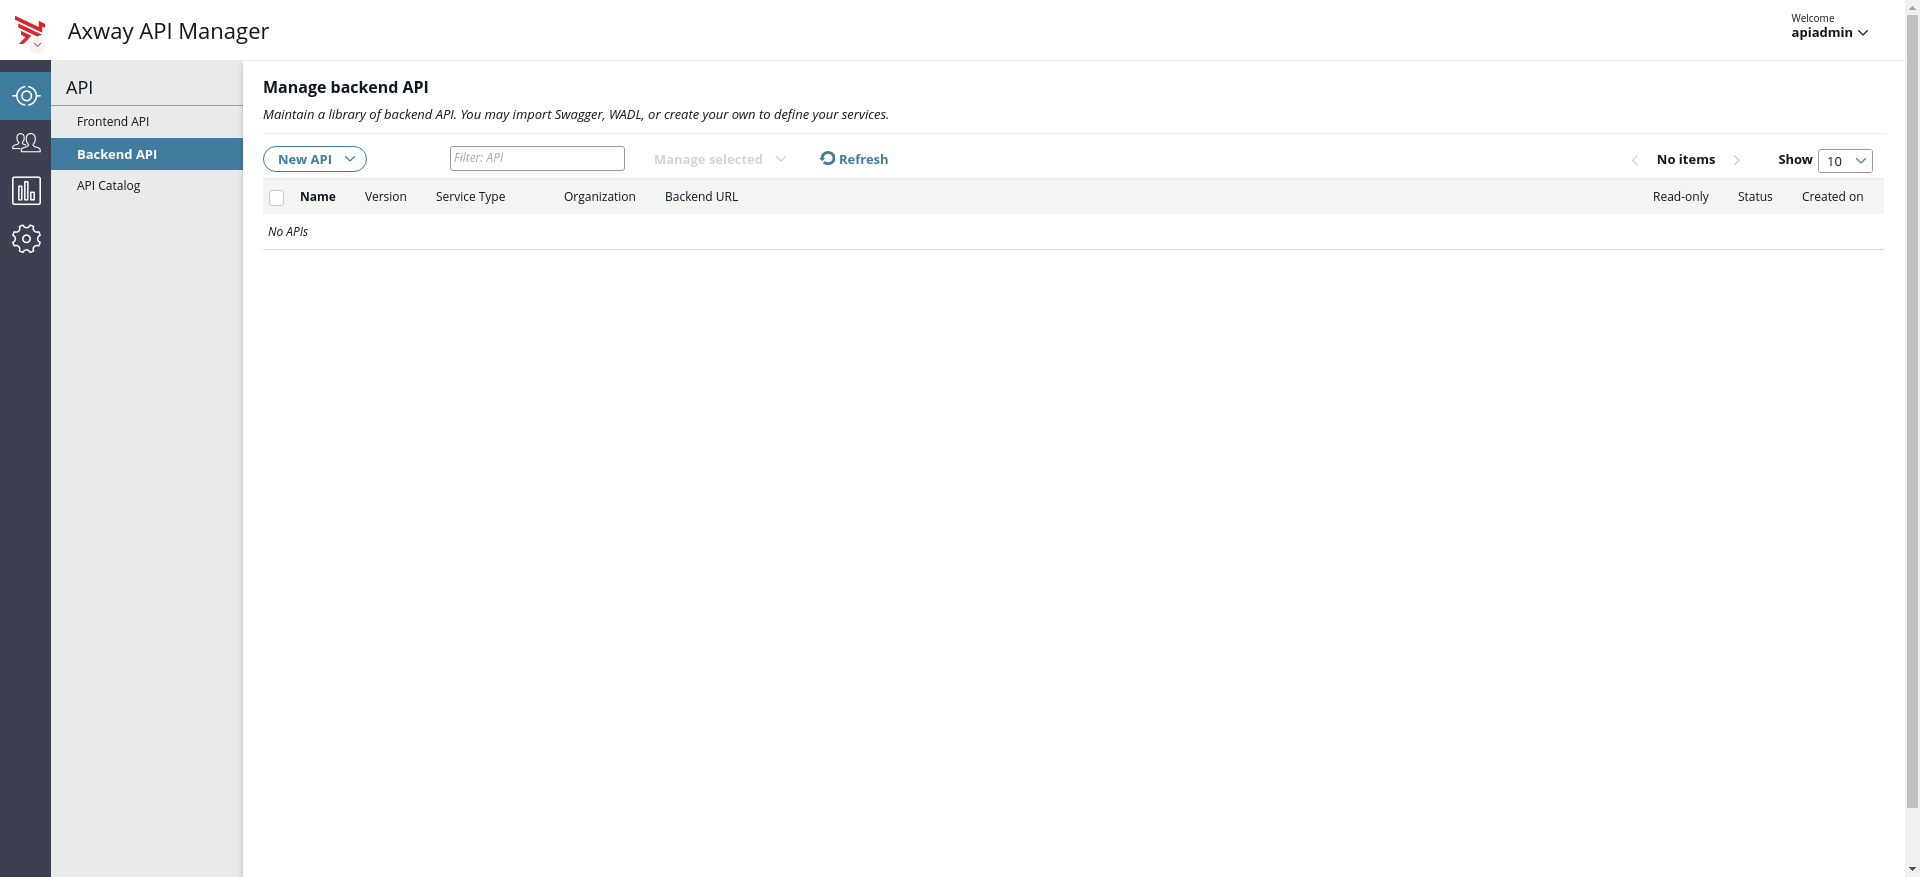 Axway API Manager
Welcome
apiadmin
API
Frontend API
Backend API
API Catalog
Manage backend API
Maintain a library of backend API. You may import Swagger, WADL, or create your own to define your services.
New API
Filter: API
Manage selected
Refresh
No items
Show 10
Name Version Service Type Organization Backend URL Read-only Status Created on
No APIs